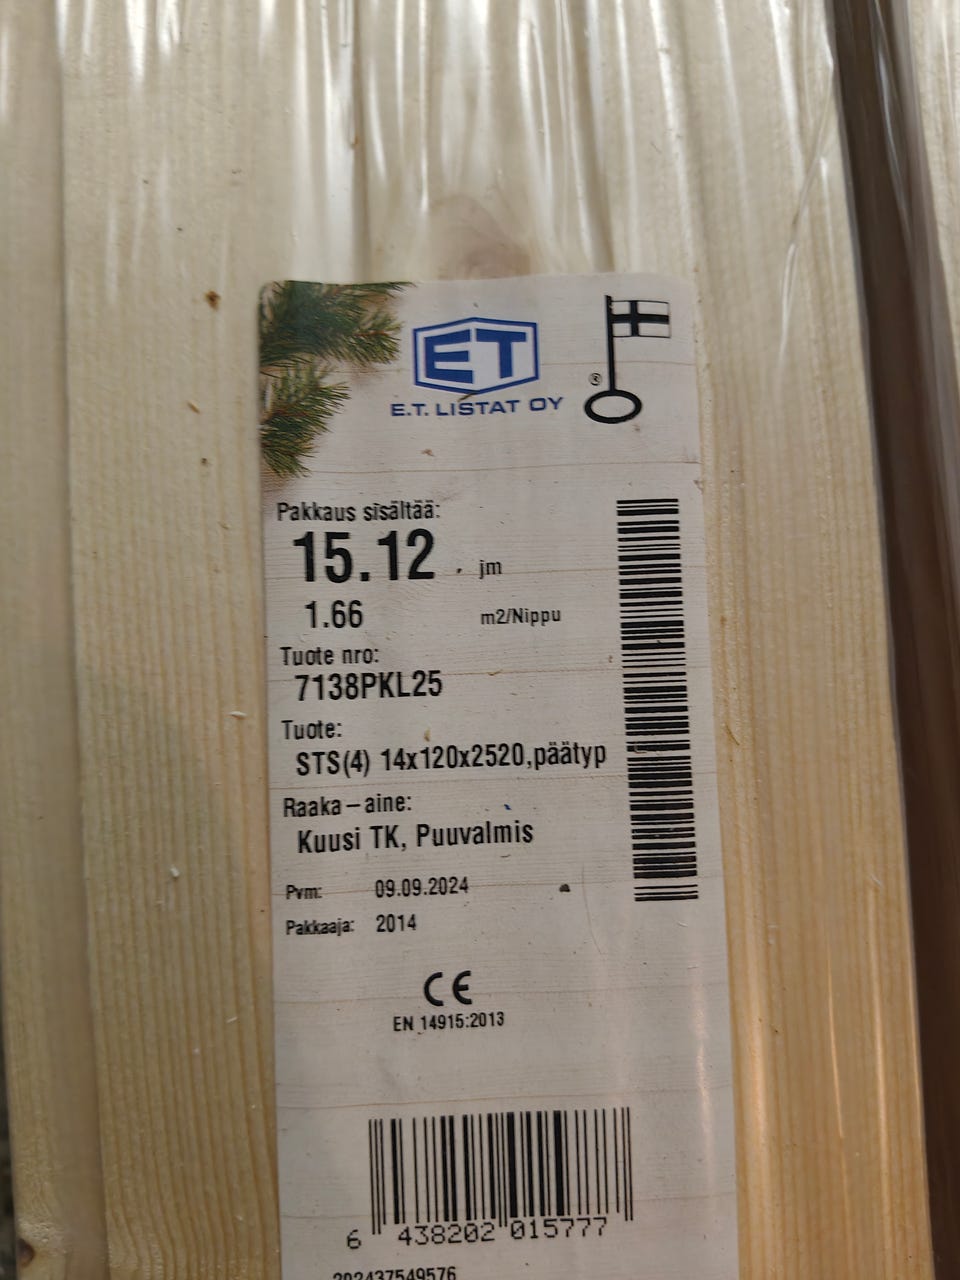 ET
E.T. LISTAT OY
®
Pakkaus sisältää:
15.12 jm
1.66 m2/Nippu
Tuote nro:
7138PKL25
Tuote:
STS(4) 14x120x2520,päätyp
Raaka-aine:
Kuusi TK, Puuvalmis
Pvm: 09.09.2024
Pakkaaja: 2014
CE
EN 14915:2013
6 438202 015777
202437549576